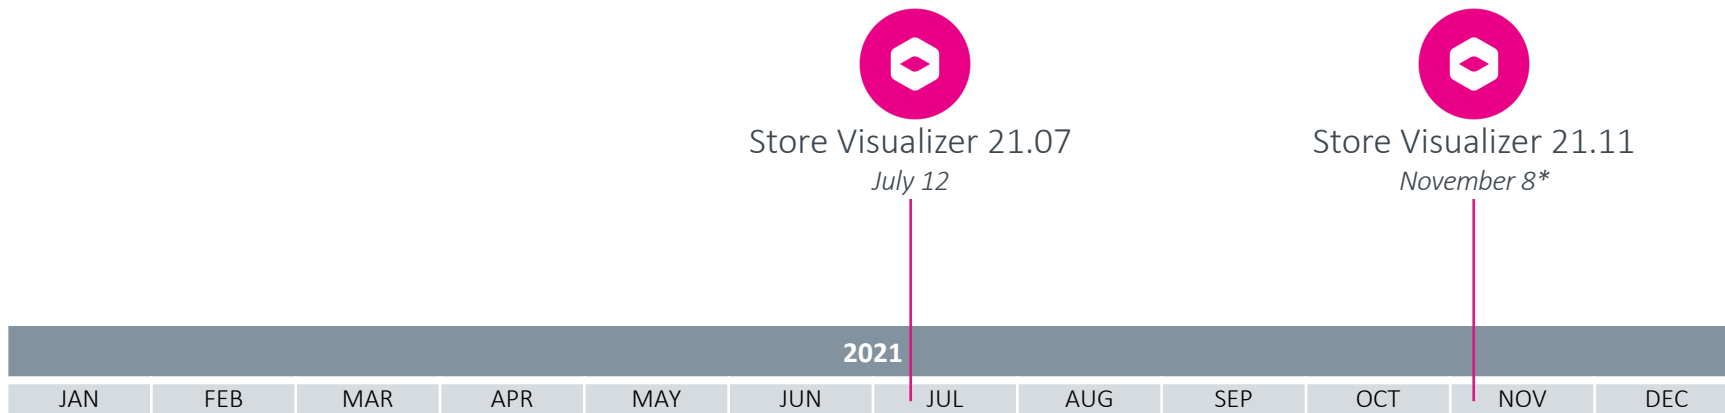 Store Visualizer 21.07
July 12
Store Visualizer 21.11
November 8*
2021
JAN FEB MAR APR MAY JUN JUL AUG SEP OCT NOV DEC